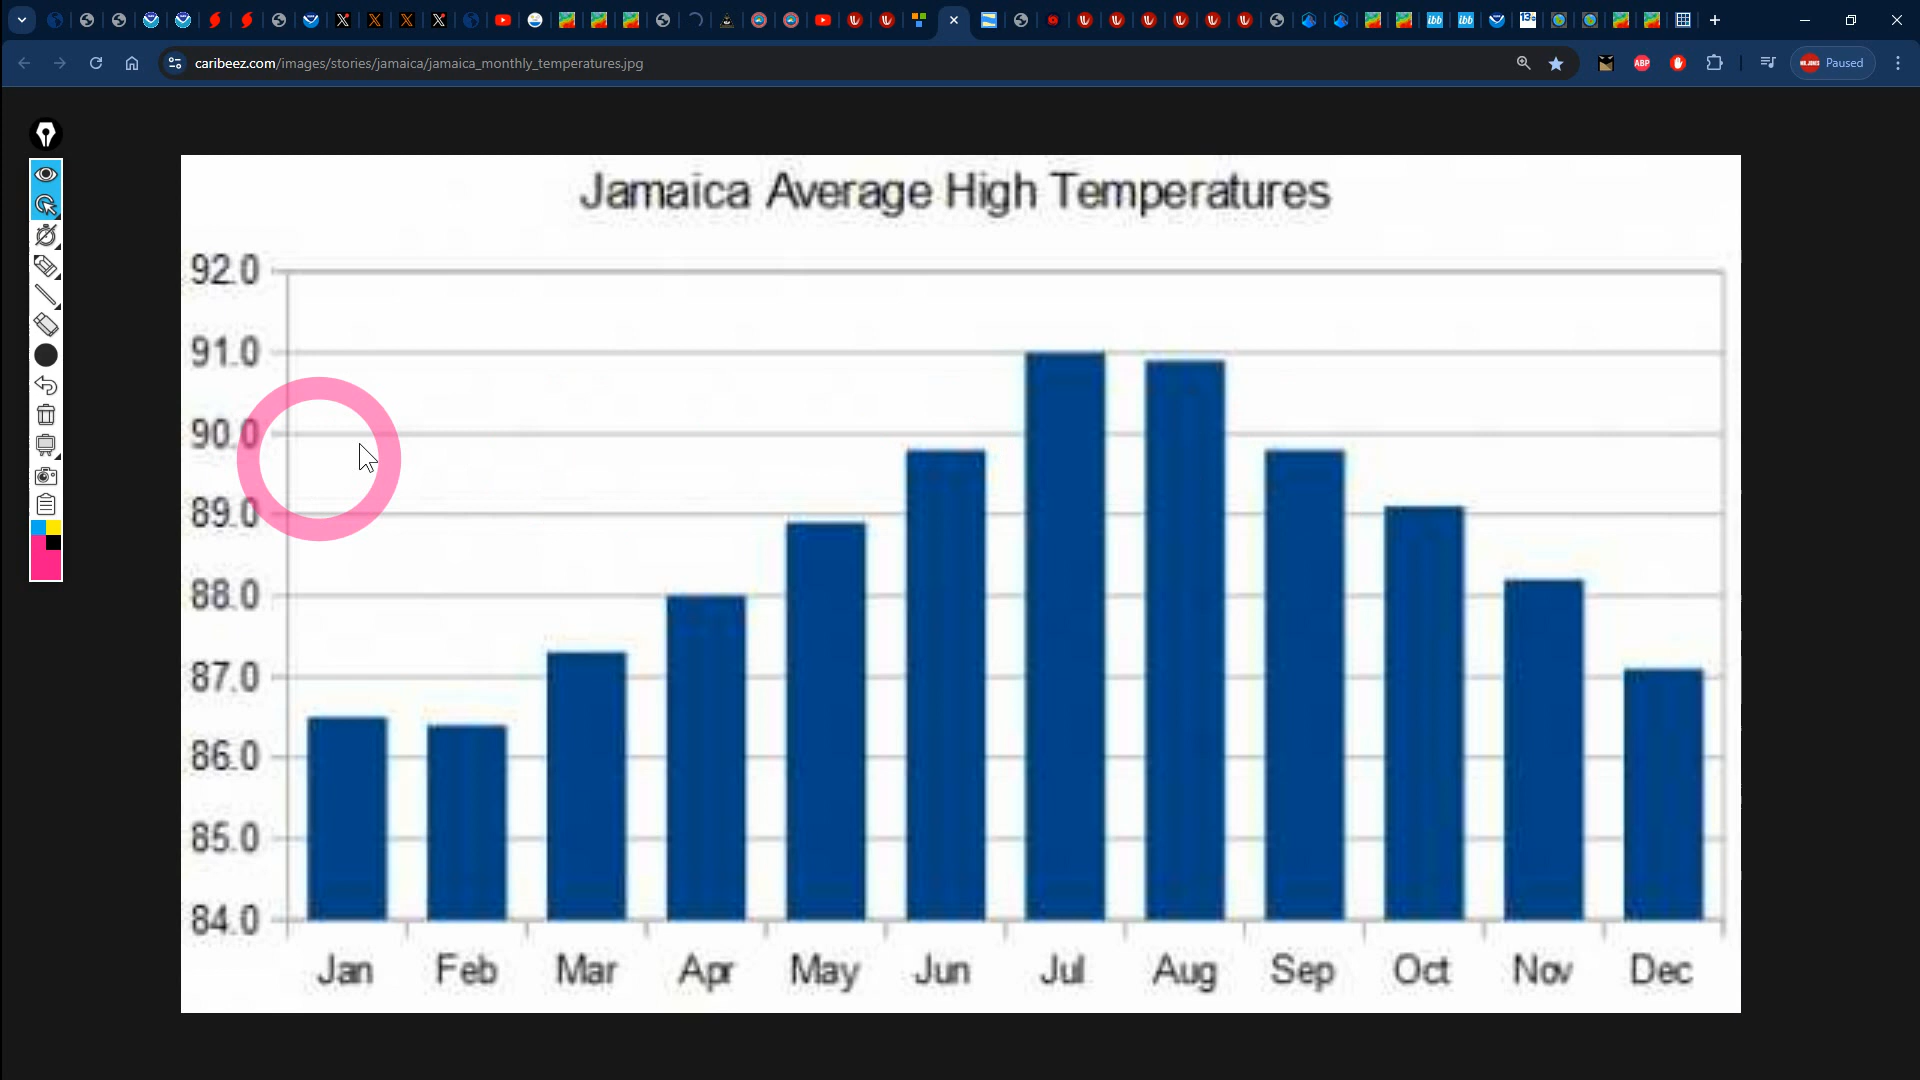 caribeez.com/images/stories/jamaica/jamaica_monthly_temperatures.jpg
ABP
Paused
Jamaica Average High Temperatures
92.0
91.0
90.0
89.0
88.0
87.0
86.0
85.0
84.0
Jan Feb Mar Apr May Jun Jul Aug Sep Oct Nov Dec